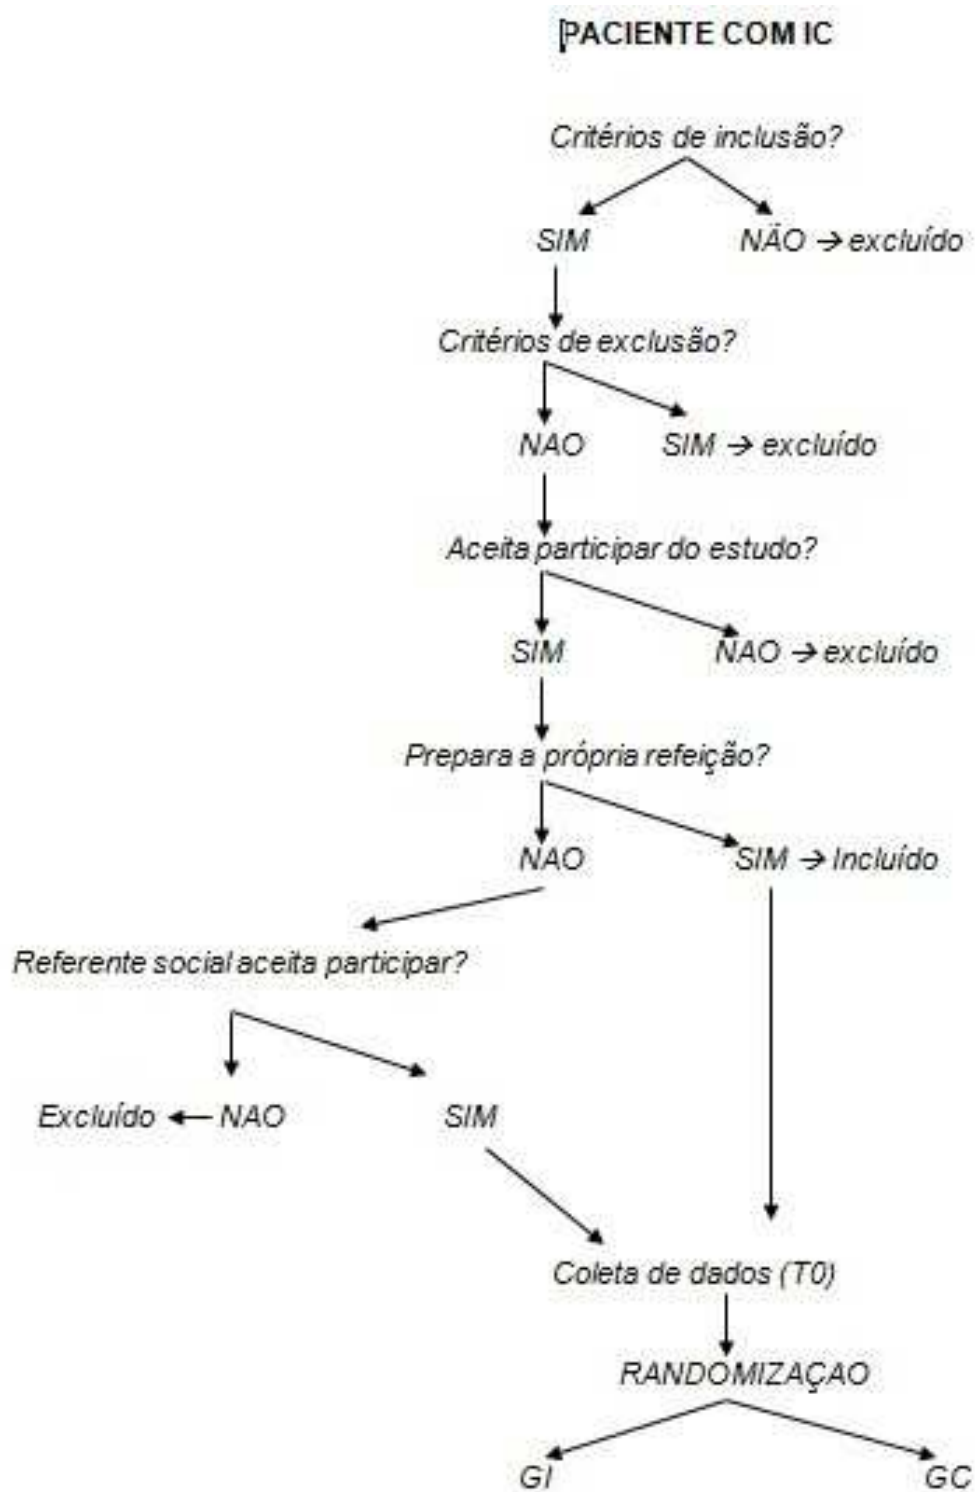 PACIENTE COM IC
Critérios de inclusão?
SIM
NÃO → excluído
Critérios de exclusão?
NAO
SIM → excluído
Aceita participar do estudo?
SIM
NAO → excluído
Prepara a própria refeição?
NAO
SIM → Incluído
Referente social aceita participar?
Excluído ← NAO
SIM
Coleta de dados (T0)
RANDOMIZAÇAO
GI
GC